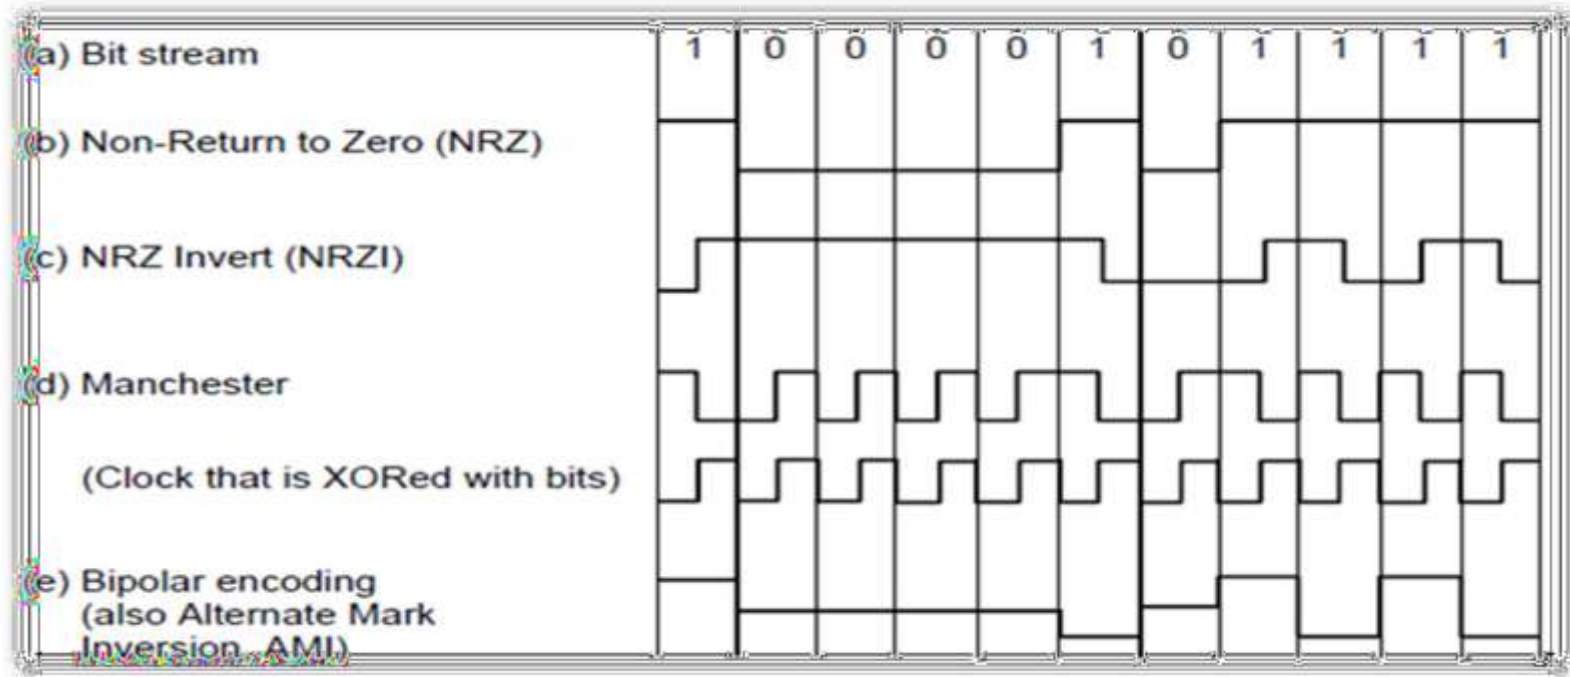 (a) Bit stream 1 0 0 0 0 1 0 1 1 1 1
(b) Non-Return to Zero (NRZ)
(c) NRZ Invert (NRZI)
(d) Manchester
(Clock that is XORed with bits)
(e) Bipolar encoding
(also Alternate Mark
Inversion, AMI)